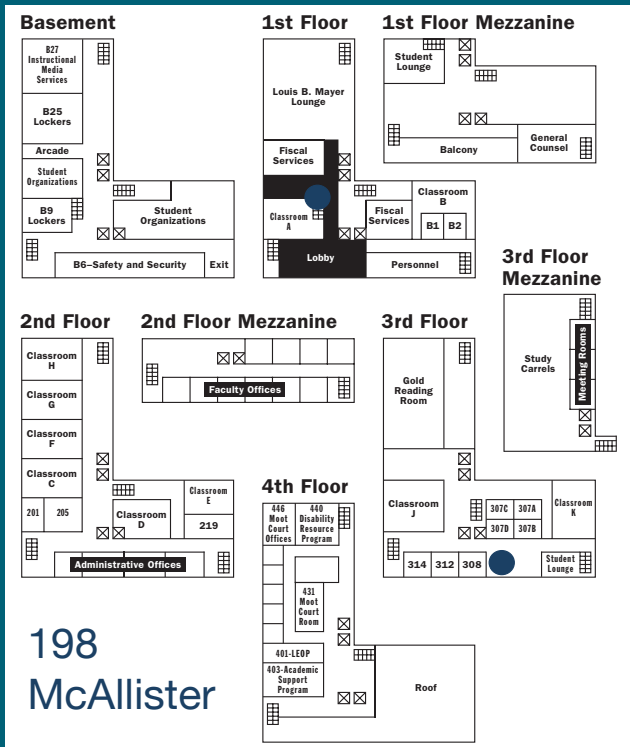 Basement
B27
Instructional
Media
Services
B25
Lockers
Arcade
Student
Organizations
B9
Lockers
Student
Organizations
B6–Safety and Security
Exit
1st Floor
Louis B. Mayer
Lounge
Fiscal
Services
Classroom
A
Lobby
Fiscal
Services
Classroom
B
B1
B2
Personnel
1st Floor Mezzanine
Student
Lounge
Balcony
General
Counsel
2nd Floor
Classroom
H
Classroom
G
Classroom
F
Classroom
C
201
205
Classroom
D
Classroom
E
219
Administrative Offices
2nd Floor Mezzanine
Faculty Offices
3rd Floor
Gold
Reading
Room
Classroom
J
307C
307A
307D
307B
Classroom
K
314
312
308
Student
Lounge
3rd Floor
Mezzanine
Study
Carrels
Meeting Rooms
4th Floor
446
Moot
Court
Offices
440
Disability
Resource
Program
431
Moot
Court
Room
401-LEOP
403-Academic
Support
Program
Roof
198
McAllister